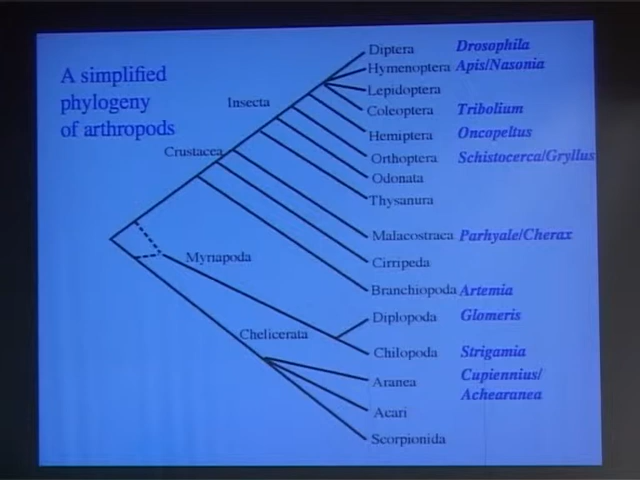 A simplified
phylogeny
of arthropods
Diptera Drosophila
Hymenoptera Apis/Nasonia
Lepidoptera
Insecta
Coleoptera Tribolium
Hemiptera Oncopeltus
Crustacea
Orthoptera Schistocerca/Gryllus
Odonata
Thysanura
Malacostraca Parhyale/Cherax
Myriapoda
Cirripeda
Branchiopoda Artemia
Diplopoda Glomeris
Chelicerata
Chilopoda Strigamia
Aranea Cupiennius/
Achearanea
Acari
Scorpionida